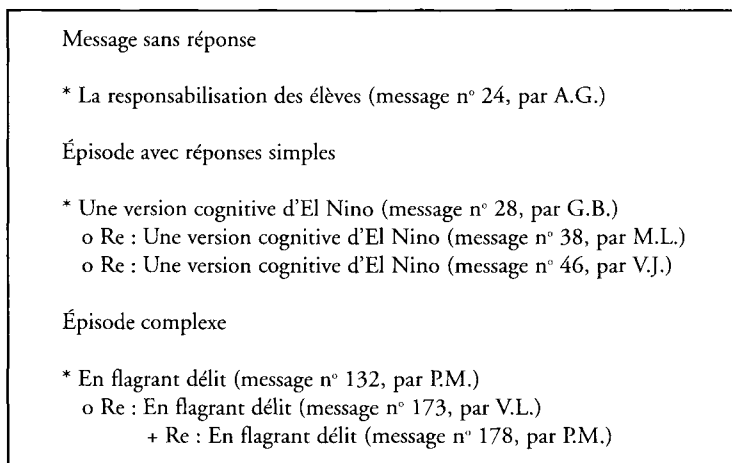 Message sans réponse
* La responsabilisation des élèves (message n° 24, par A.G.)
Épisode avec réponses simples
* Une version cognitive d'El Nino (message n° 28, par G.B.)
o Re : Une version cognitive d'El Nino (message n° 38, par M.L.)
o Re : Une version cognitive d'El Nino (message n° 46, par V.J.)
Épisode complexe
* En flagrant délit (message n° 132, par P.M.)
o Re : En flagrant délit (message n° 173, par V.L.)
+ Re : En flagrant délit (message n° 178, par P.M.)